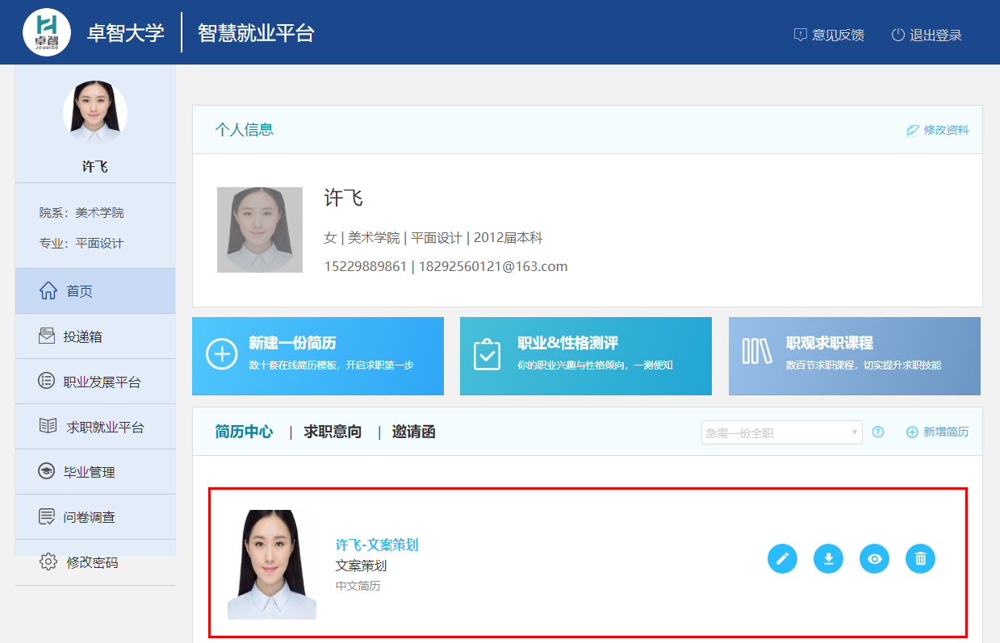 卓智
JOYWISE
卓智大学
智慧就业平台
意见反馈
退出登录
许飞
院系：美术学院
专业：平面设计
首页
投递箱
职业发展平台
求职就业平台
毕业管理
问卷调查
修改密码
个人信息
修改资料
许飞
女 | 美术学院 | 平面设计 | 2012届本科
15229889861 | 18292560121@163.com
新建一份简历
数十套在线简历模板，开启求职第一步
职业&性格测评
你的职业兴趣与性格倾向，一测便知
职观求职课程
数百节求职课程，切实提升求职技能
简历中心 | 求职意向 | 邀请函
急需一份全职
新增简历
许飞-文案策划
文案策划
中文简历